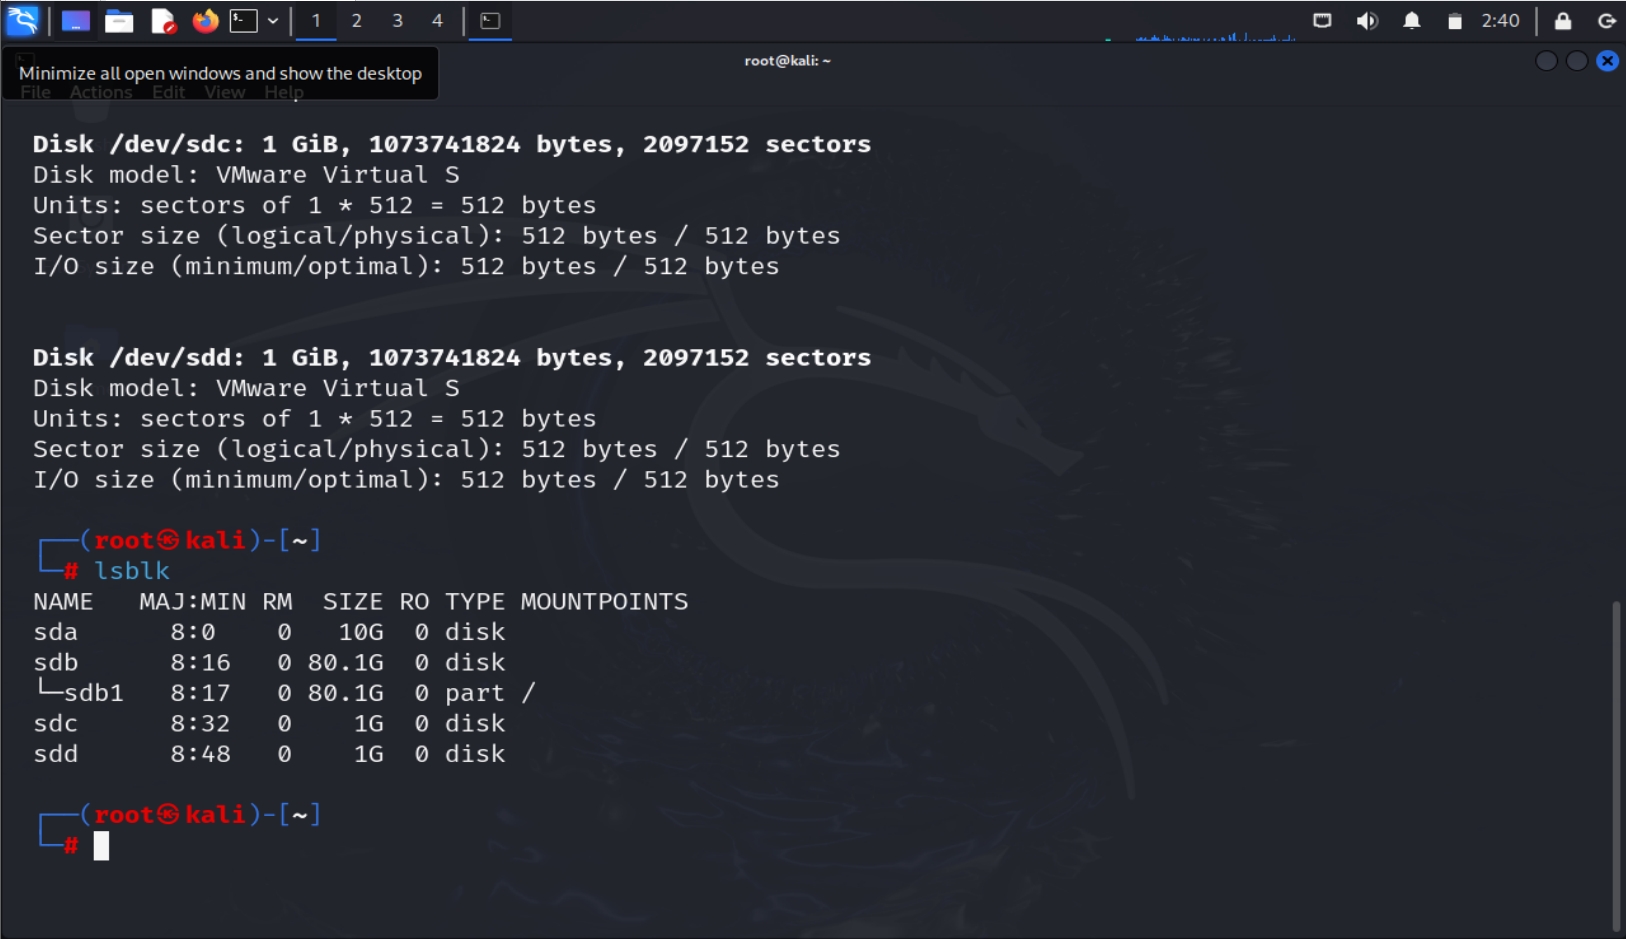 1 2 3 4 2:40
Minimize all open windows and show the desktop
root@kali: ~
File Actions Edit View Help
Disk /dev/sdc: 1 GiB, 1073741824 bytes, 2097152 sectors
Disk model: VMware Virtual S
Units: sectors of 1 * 512 = 512 bytes
Sector size (logical/physical): 512 bytes / 512 bytes
I/O size (minimum/optimal): 512 bytes / 512 bytes
Disk /dev/sdd: 1 GiB, 1073741824 bytes, 2097152 sectors
Disk model: VMware Virtual S
Units: sectors of 1 * 512 = 512 bytes
Sector size (logical/physical): 512 bytes / 512 bytes
I/O size (minimum/optimal): 512 bytes / 512 bytes
┌──(root㉿kali)-[~]
└─# lsblk
NAME   MAJ:MIN RM  SIZE RO TYPE MOUNTPOINTS
sda      8:0    0   10G  0 disk
sdb      8:16   0 80.1G  0 disk
└─sdb1   8:17   0 80.1G  0 part /
sdc      8:32   0    1G  0 disk
sdd      8:48   0    1G  0 disk
┌──(root㉿kali)-[~]
└─#